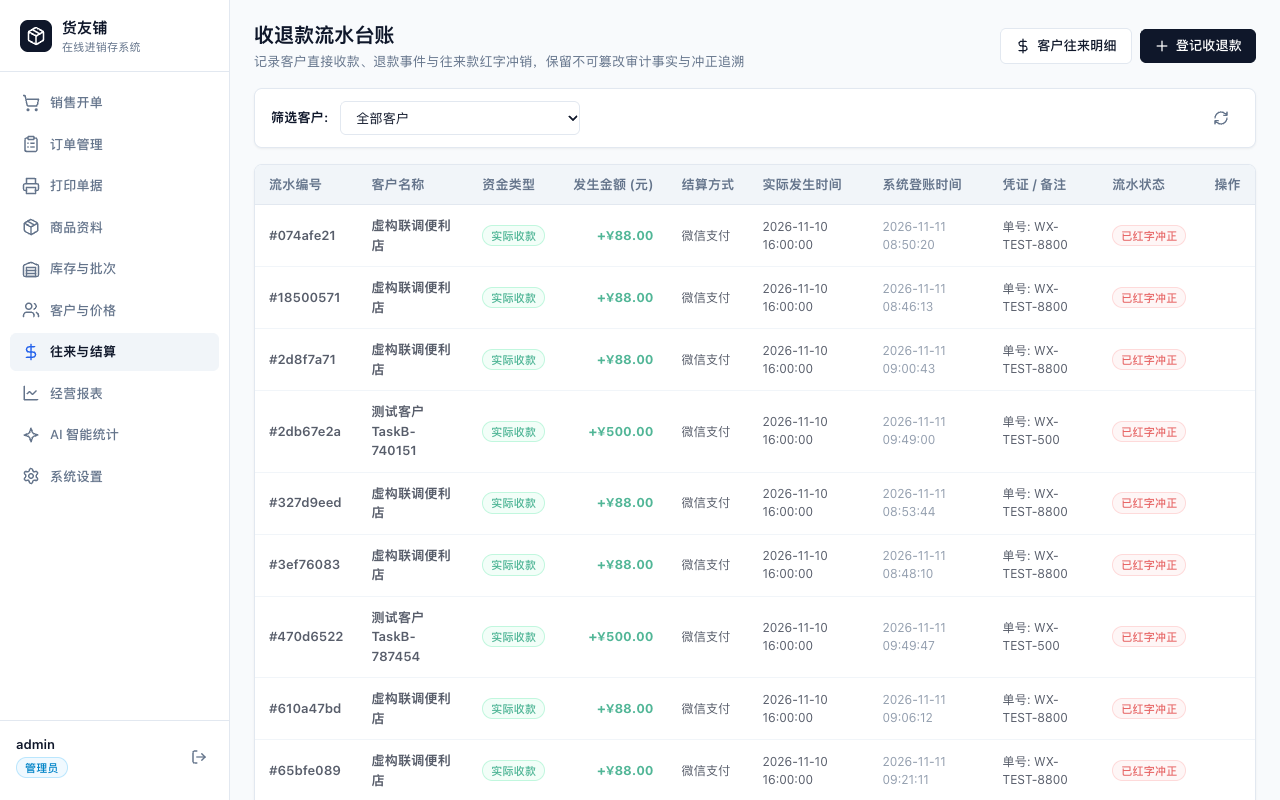 货友铺
在线进销存系统
销售开单
订单管理
打印单据
商品资料
库存与批次
客户与价格
往来与结算
经营报表
AI 智能统计
系统设置
admin
管理员
收退款流水台账
记录客户直接收款、退款事件与往来款红字冲销，保留不可篡改审计事实与冲正追溯
客户往来明细
登记收退款
筛选客户:
全部客户
流水编号 客户名称 资金类型 发生金额 (元) 结算方式 实际发生时间 系统登账时间 凭证 / 备注 流水状态 操作
#074afe21 虚构联调便利店 实际收款 +¥88.00 微信支付 2026-11-10 16:00:00 2026-11-11 08:50:20 单号: WX-TEST-8800 已红字冲正
#18500571 虚构联调便利店 实际收款 +¥88.00 微信支付 2026-11-10 16:00:00 2026-11-11 08:46:13 单号: WX-TEST-8800 已红字冲正
#2d8f7a71 虚构联调便利店 实际收款 +¥88.00 微信支付 2026-11-10 16:00:00 2026-11-11 09:00:43 单号: WX-TEST-8800 已红字冲正
#2db67e2a 测试客户 TaskB-740151 实际收款 +¥500.00 微信支付 2026-11-10 16:00:00 2026-11-11 09:49:00 单号: WX-TEST-500 已红字冲正
#327d9eed 虚构联调便利店 实际收款 +¥88.00 微信支付 2026-11-10 16:00:00 2026-11-11 08:53:44 单号: WX-TEST-8800 已红字冲正
#3ef76083 虚构联调便利店 实际收款 +¥88.00 微信支付 2026-11-10 16:00:00 2026-11-11 08:48:10 单号: WX-TEST-8800 已红字冲正
#470d6522 测试客户 TaskB-787454 实际收款 +¥500.00 微信支付 2026-11-10 16:00:00 2026-11-11 09:49:47 单号: WX-TEST-500 已红字冲正
#610a47bd 虚构联调便利店 实际收款 +¥88.00 微信支付 2026-11-10 16:00:00 2026-11-11 09:06:12 单号: WX-TEST-8800 已红字冲正
#65bfe089 虚构联调便利店 实际收款 +¥88.00 微信支付 2026-11-10 16:00:00 2026-11-11 09:21:11 单号: WX-TEST-8800 已红字冲正